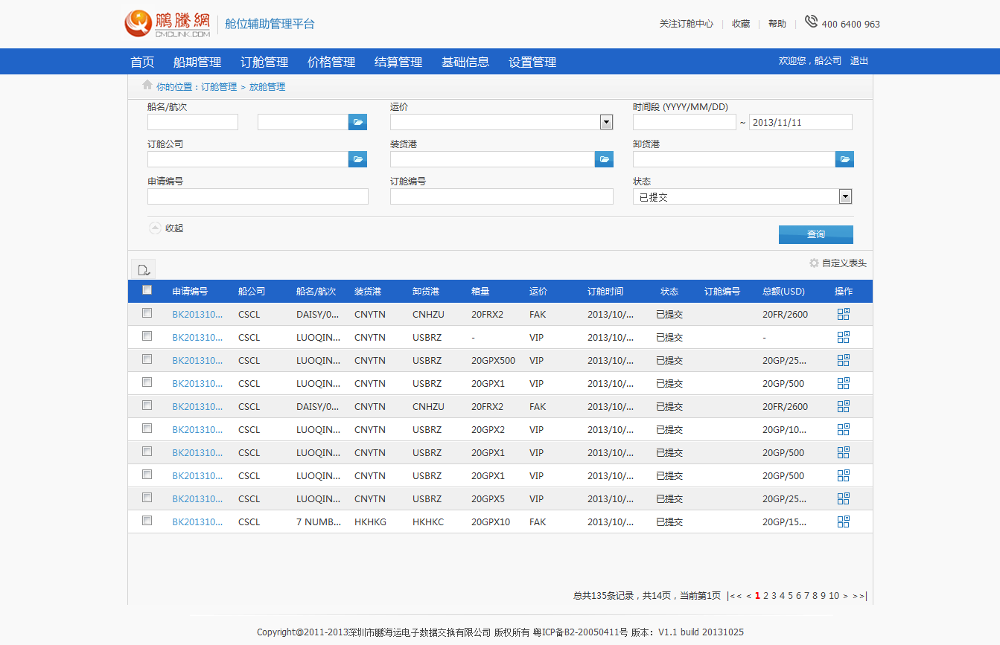 鹏腾網 CMCLINK.COM 舱位辅助管理平台 关注订舱中心 | 收藏 | 帮助 | 400 6400 963
首页 船期管理 订舱管理 价格管理 结算管理 基础信息 设置管理 欢迎您，船公司 退出
你的位置：订舱管理 > 放舱管理
船名/航次 运价 时间段 (YYYY/MM/DD)
~ 2013/11/11
订舱公司 装货港 卸货港
申请编号 订舱编号 状态
已提交
收起
查询
自定义表头
申请编号 船公司 船名/航次 装货港 卸货港 箱量 运价 订舱时间 状态 订舱编号 总额(USD) 操作
BK201310... CSCL DAISY/0... CNYTN CNHZU 20FRX2 FAK 2013/10/... 已提交 20FR/2600
BK201310... CSCL LUOQIN... CNYTN USBRZ - VIP 2013/10/... 已提交 -
BK201310... CSCL LUOQIN... CNYTN USBRZ 20GPX500 VIP 2013/10/... 已提交 20GP/25...
BK201310... CSCL LUOQIN... CNYTN USBRZ 20GPX1 VIP 2013/10/... 已提交 20GP/500
BK201310... CSCL DAISY/0... CNYTN CNHZU 20FRX2 FAK 2013/10/... 已提交 20FR/2600
BK201310... CSCL LUOQIN... CNYTN USBRZ 20GPX2 VIP 2013/10/... 已提交 20GP/10...
BK201310... CSCL LUOQIN... CNYTN USBRZ 20GPX1 VIP 2013/10/... 已提交 20GP/500
BK201310... CSCL LUOQIN... CNYTN USBRZ 20GPX1 VIP 2013/10/... 已提交 20GP/500
BK201310... CSCL LUOQIN... CNYTN USBRZ 20GPX5 VIP 2013/10/... 已提交 20GP/25...
BK201310... CSCL 7 NUMB... HKHKG HKHKC 20GPX10 FAK 2013/10/... 已提交 20GP/15...
总共135条记录，共14页，当前第1页 |<< < 1 2 3 4 5 6 7 8 9 10 > >>|
Copyright@2011-2013深圳市鹏海运电子数据交换有限公司 版权所有 粤ICP备B2-20050411号 版本：V1.1 build 20131025